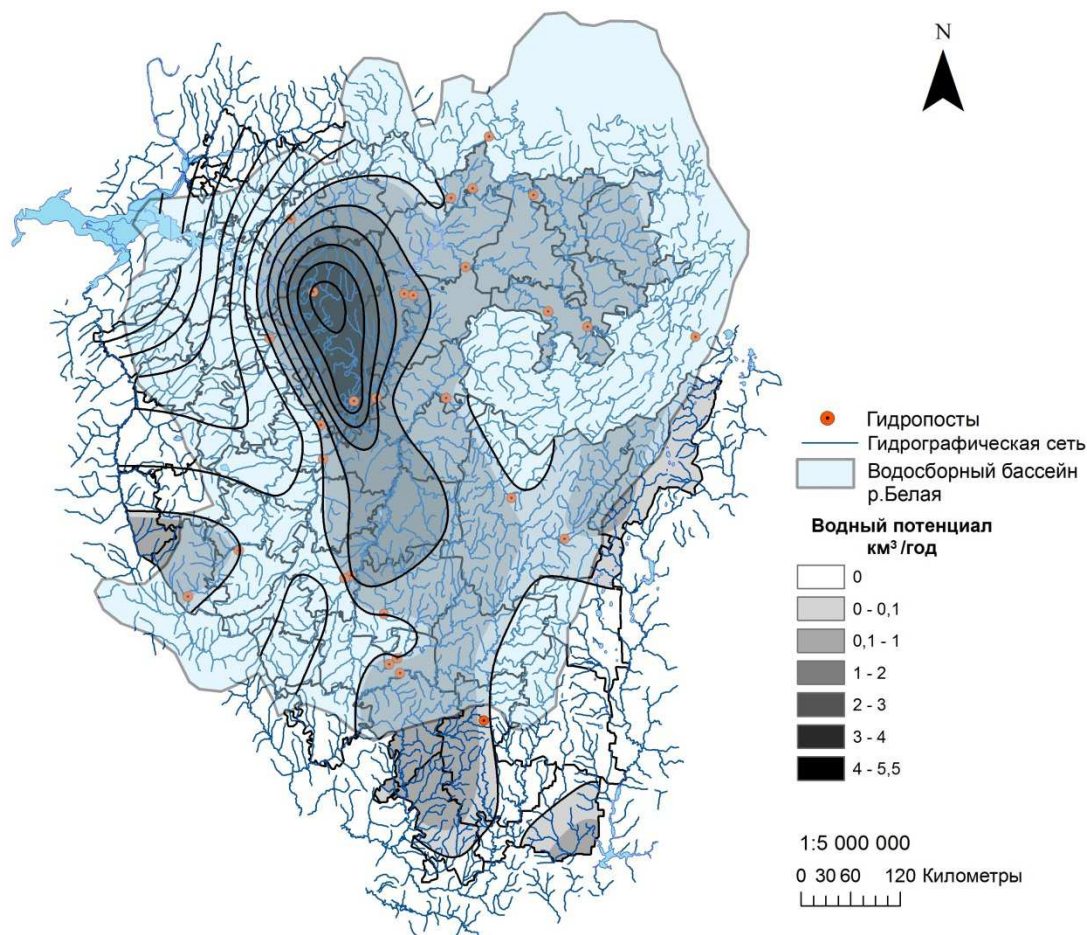 N
Гидропосты
Гидрографическая сеть
Водосборный бассейн
р.Белая
Водный потенциал
км³/год
0
0 - 0,1
0,1 - 1
1 - 2
2 - 3
3 - 4
4 - 5,5
1:5 000 000
0 30 60 120 Километры